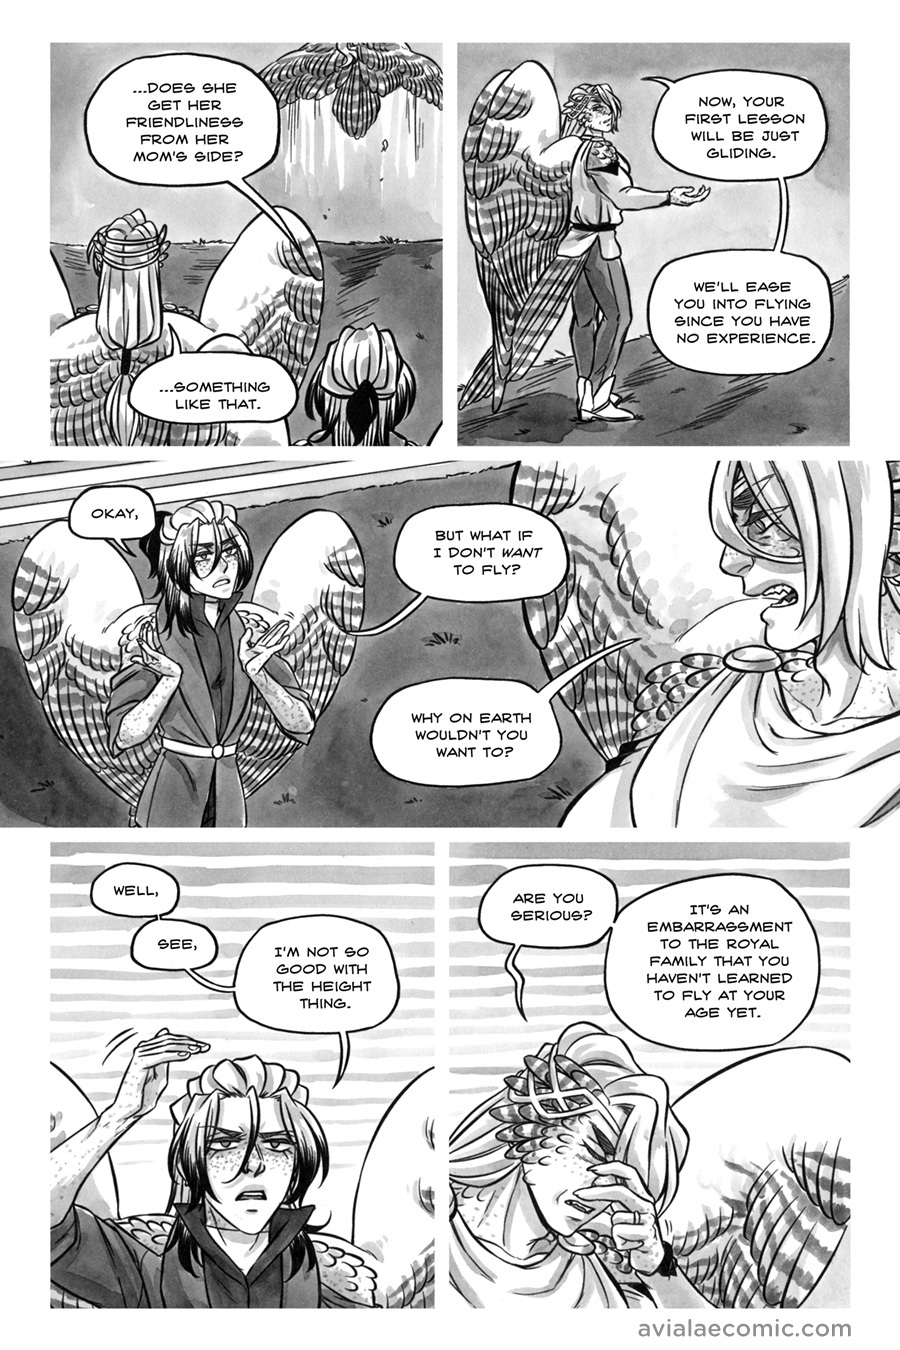 ...DOES SHE
GET HER
FRIENDLINESS
FROM HER
MOM'S SIDE?
...SOMETHING
LIKE THAT.
NOW, YOUR
FIRST LESSON
WILL BE JUST
GLIDING.
WE'LL EASE
YOU INTO FLYING
SINCE YOU HAVE
NO EXPERIENCE.
OKAY,
BUT WHAT IF
I DON'T WANT
TO FLY?
WHY ON EARTH
WOULDN'T YOU
WANT TO?
WELL,
SEE,
I'M NOT SO
GOOD WITH
THE HEIGHT
THING.
ARE YOU
SERIOUS?
IT'S AN
EMBARRASSMENT
TO THE ROYAL
FAMILY THAT YOU
HAVEN'T LEARNED
TO FLY AT YOUR
AGE YET.
avialaecomic.com